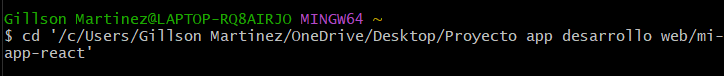 Gillson Martinez@LAPTOP-RQ8AIRJO MINGW64 ~
$ cd '/c/Users/Gillson Martinez/OneDrive/Desktop/Proyecto app desarrollo web/mi-
app-react'